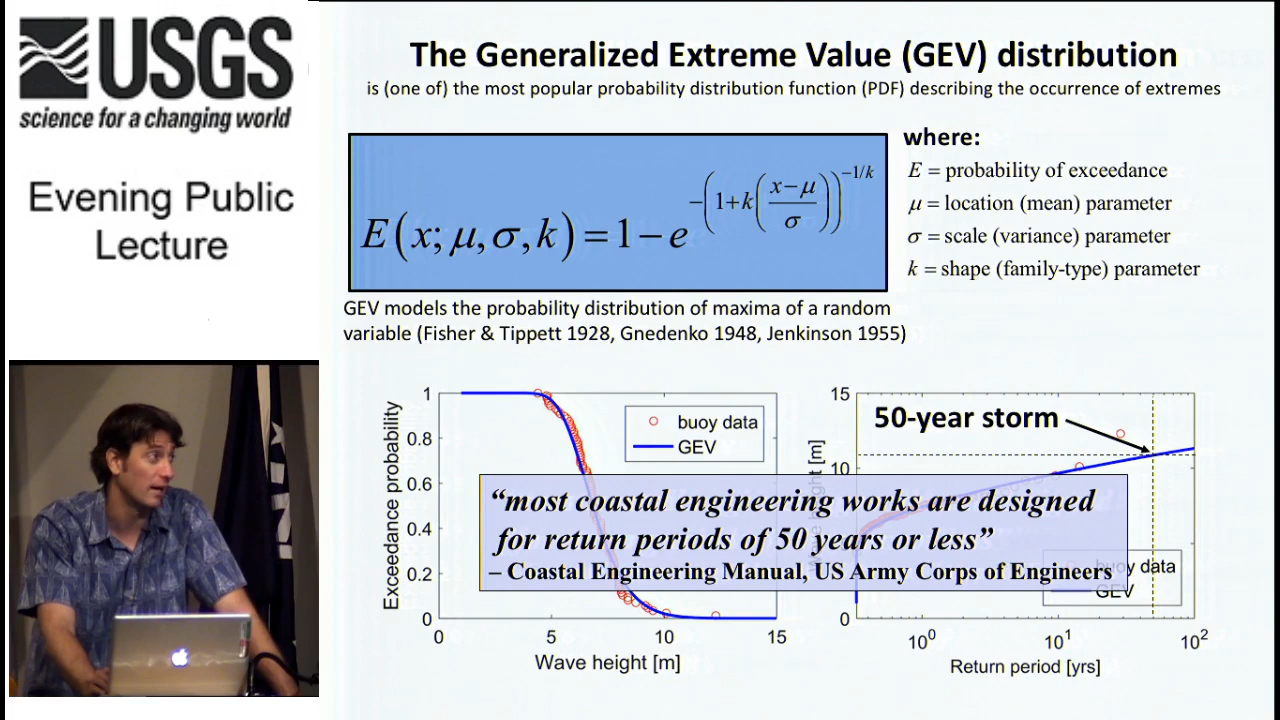 USGS
science for a changing world
Evening Public
Lecture
The Generalized Extreme Value (GEV) distribution
is (one of) the most popular probability distribution function (PDF) describing the occurrence of extremes
E(x; μ, σ, k) = 1 − e^{−(1+k((x−μ)/σ))^{−1/k}}
where:
E = probability of exceedance
μ = location (mean) parameter
σ = scale (variance) parameter
k = shape (family-type) parameter
GEV models the probability distribution of maxima of a random
variable (Fisher & Tippett 1928, Gnedenko 1948, Jenkinson 1955)
Exceedance probability
1
0.8
0.6
0.4
0.2
0
0 5 10 15
Wave height [m]
buoy data
GEV
15
10
0
50-year storm
"most coastal engineering works are designed
for return periods of 50 years or less"
– Coastal Engineering Manual, US Army Corps of Engineers
buoy data
GEV
10^0 10^1 10^2
Return period [yrs]